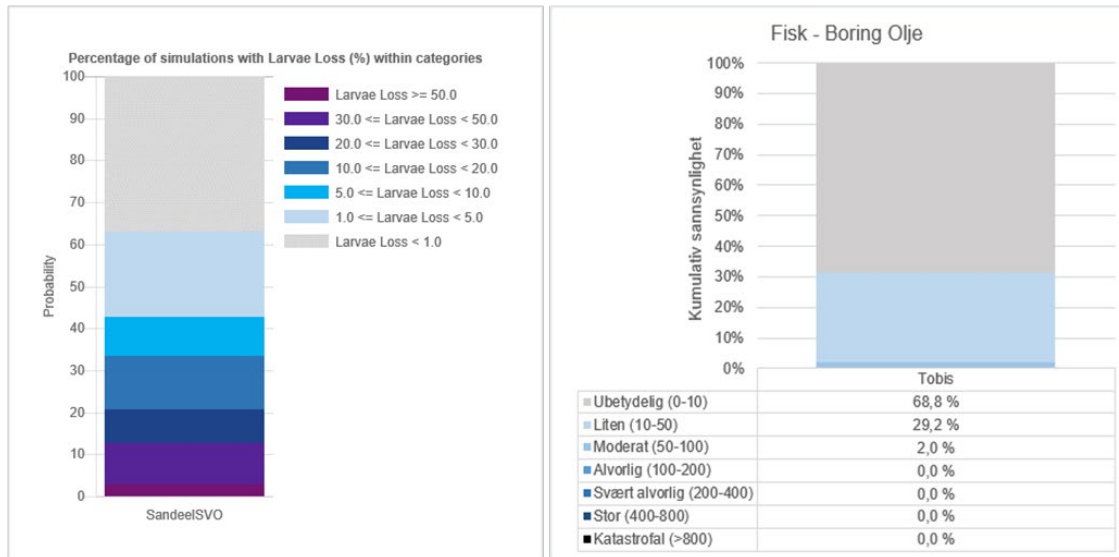 Percentage of simulations with Larvae Loss (%) within categories
100
90
80
70
60
50
40
30
20
10
0
Probability
SandeelSVO
Larvae Loss >= 50.0
30.0 <= Larvae Loss < 50.0
20.0 <= Larvae Loss < 30.0
10.0 <= Larvae Loss < 20.0
5.0 <= Larvae Loss < 10.0
1.0 <= Larvae Loss < 5.0
Larvae Loss < 1.0
Fisk - Boring Olje
Kumulativ sannsynlighet
100%
90%
80%
70%
60%
50%
40%
30%
20%
10%
0%
Tobis
Ubetydelig (0-10) 68,8 %
Liten (10-50) 29,2 %
Moderat (50-100) 2,0 %
Alvorlig (100-200) 0,0 %
Svært alvorlig (200-400) 0,0 %
Stor (400-800) 0,0 %
Katastrofal (>800) 0,0 %